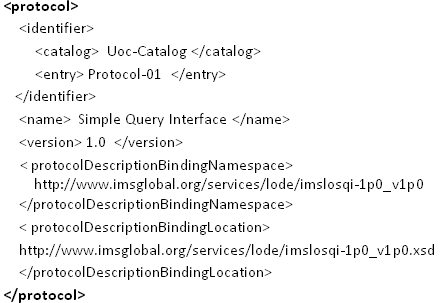 <protocol>
<identifier>
<catalog> Uoc-Catalog </catalog>
<entry> Protocol-01 </entry>
</identifier>
<name> Simple Query Interface </name>
<version> 1.0 </version>
< protocolDescriptionBindingNamespace>
http://www.imsglobal.org/services/lode/imslosqi-1p0_v1p0
</protocolDescriptionBindingNamespace>
< protocolDescriptionBindingLocation>
http://www.imsglobal.org/services/lode/imslosqi-1p0_v1p0.xsd
</protocolDescriptionBindingLocation>
</protocol>